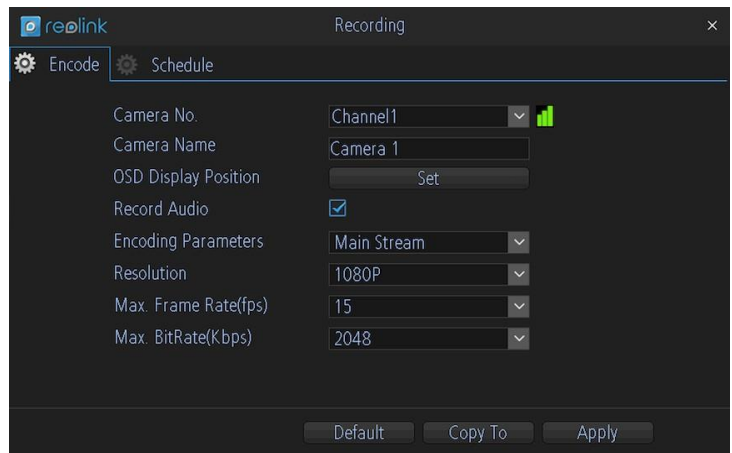 reolink Recording ×
Encode Schedule
Camera No. Channel1
Camera Name Camera 1
OSD Display Position Set
Record Audio
Encoding Parameters Main Stream
Resolution 1080P
Max. Frame Rate(fps) 15
Max. BitRate(Kbps) 2048
Default Copy To Apply